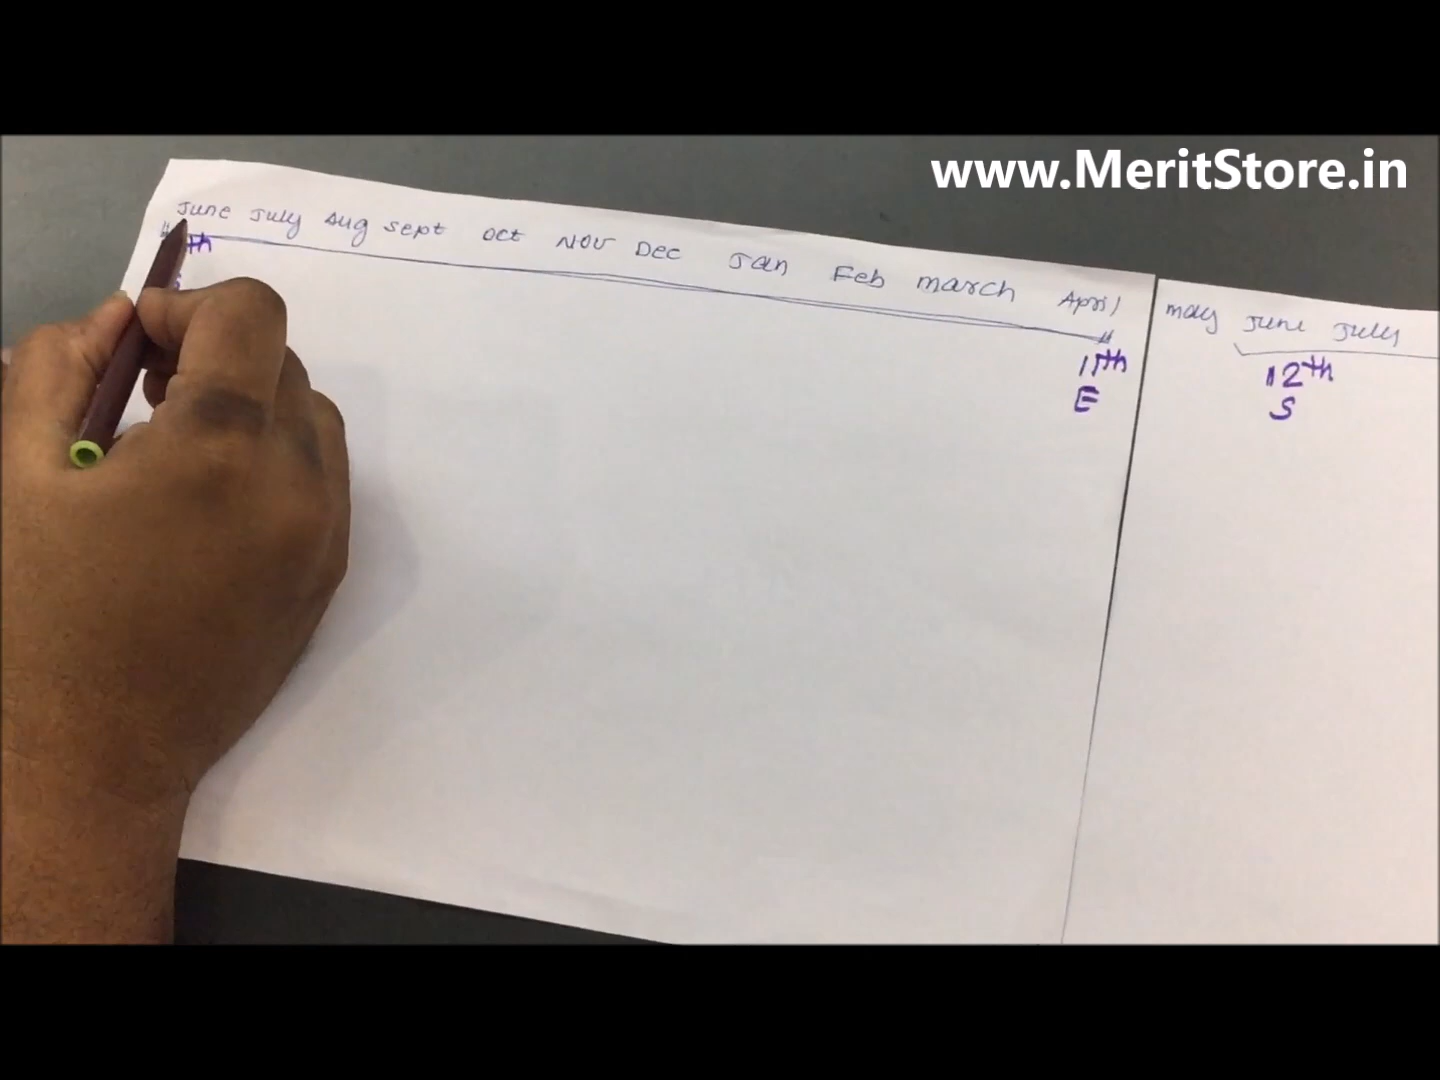 www.MeritStore.in
June July Aug Sept Oct Nov Dec Jan Feb march April may June July
th
S
11th
E
12th
S